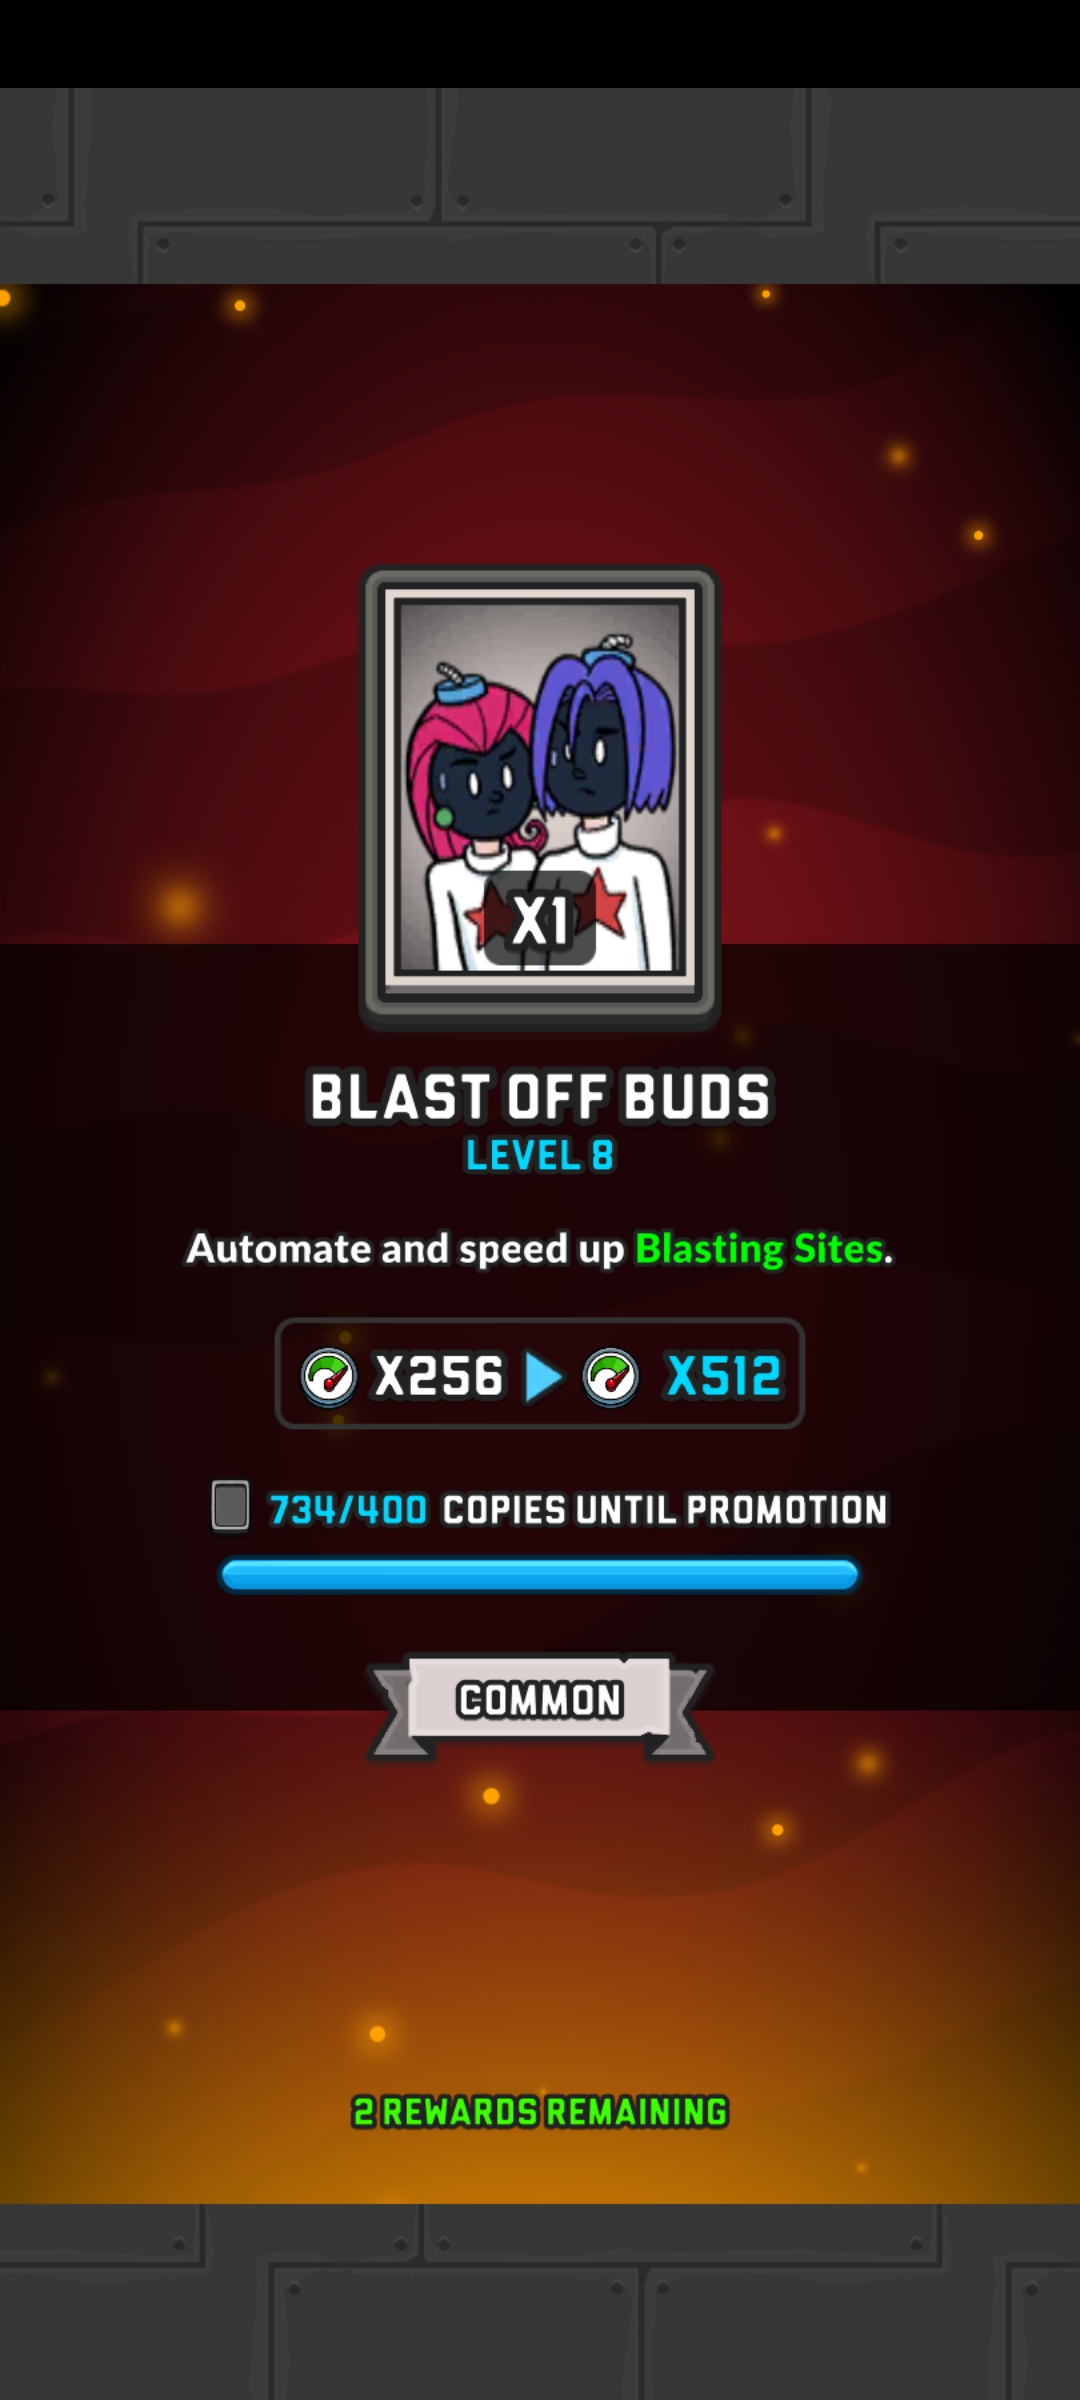 X1
BLAST OFF BUDS
LEVEL 8
Automate and speed up Blasting Sites.
X256 X512
734/400 COPIES UNTIL PROMOTION
COMMON
2 REWARDS REMAINING